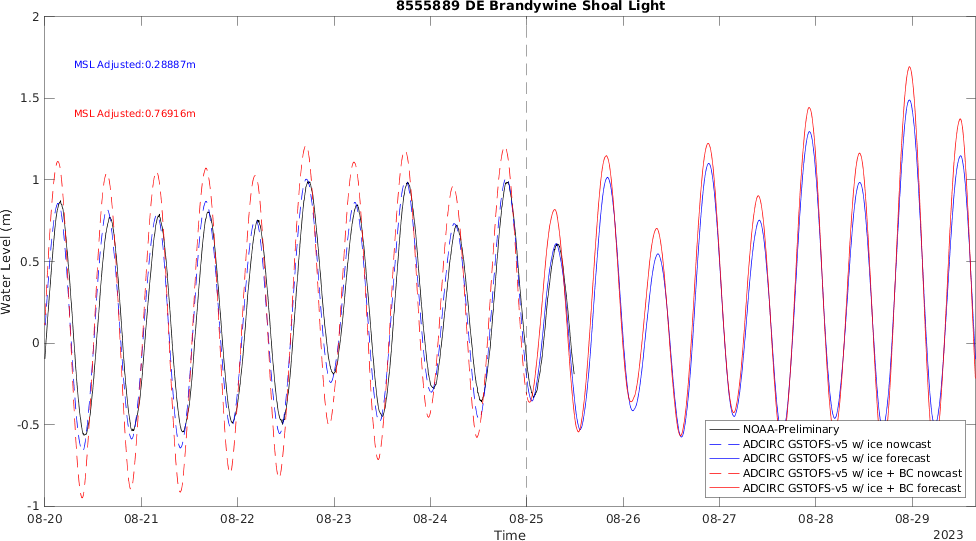 8555889 DE Brandywine Shoal Light
2
1.5
1
0.5
0
-0.5
-1
Water Level (m)
MSL Adjusted:0.28887m
MSL Adjusted:0.76916m
NOAA-Preliminary
ADCIRC GSTOFS-v5 w/ ice nowcast
ADCIRC GSTOFS-v5 w/ ice forecast
ADCIRC GSTOFS-v5 w/ ice + BC nowcast
ADCIRC GSTOFS-v5 w/ ice + BC forecast
08-20 08-21 08-22 08-23 08-24 08-25 08-26 08-27 08-28 08-29
Time
2023